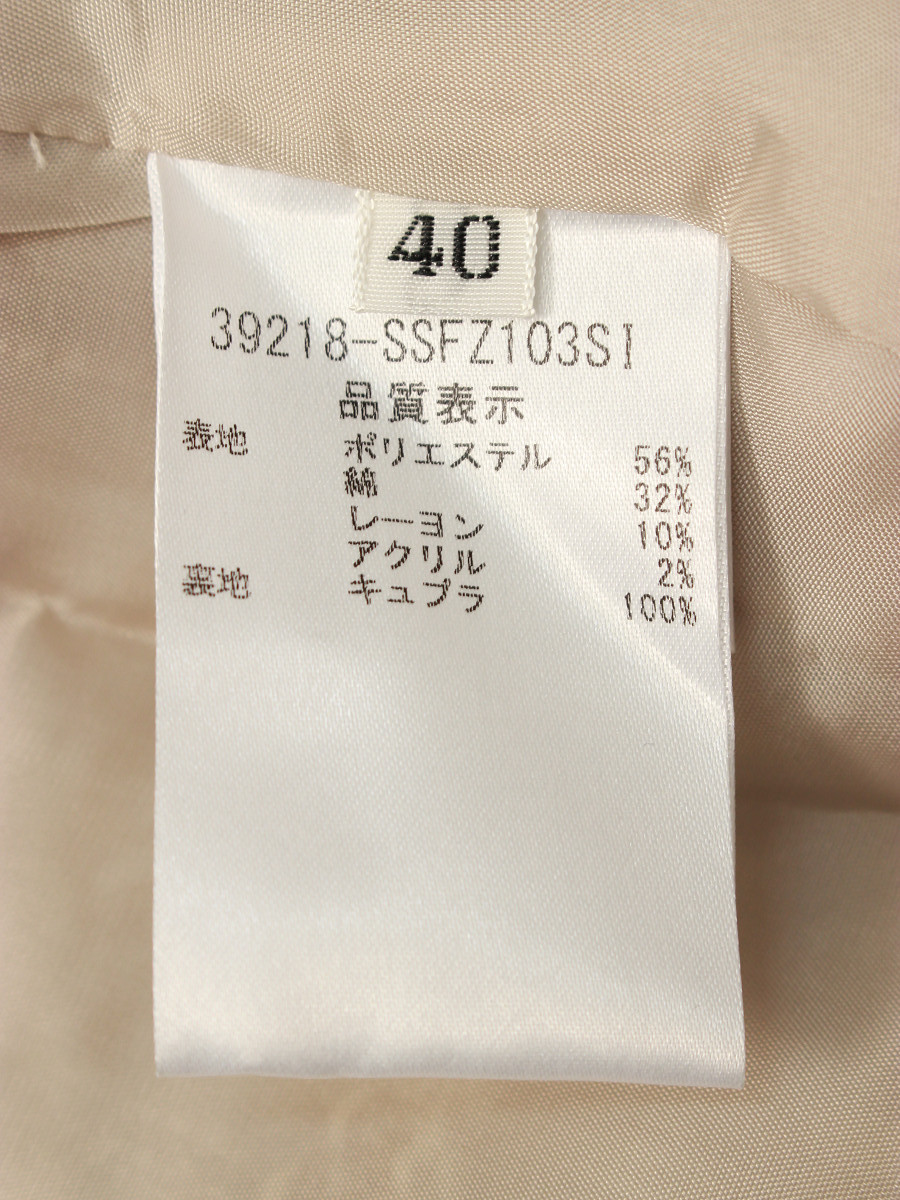 40
39218-SSFZ103SI
品質表示
表地 ポリエステル 56%
綿 32%
レーヨン 10%
アクリル 2%
裏地 キュプラ 100%